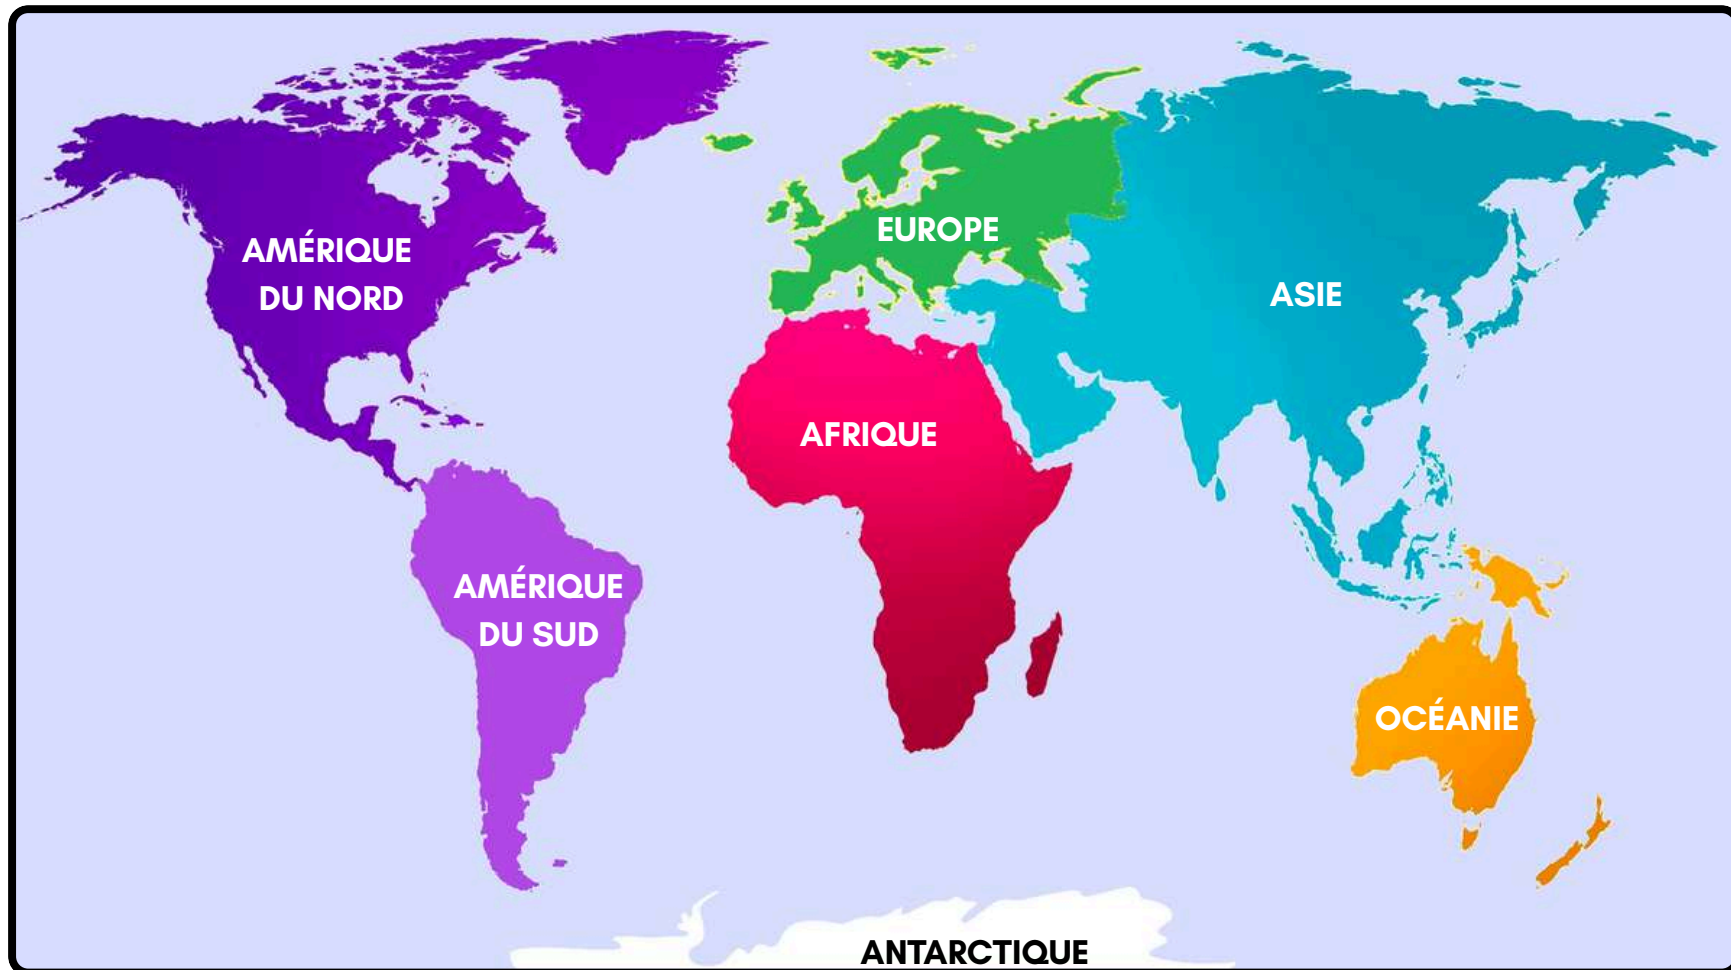 AMÉRIQUE
DU NORD
EUROPE
ASIE
AFRIQUE
AMÉRIQUE
DU SUD
OCÉANIE
ANTARCTIQUE